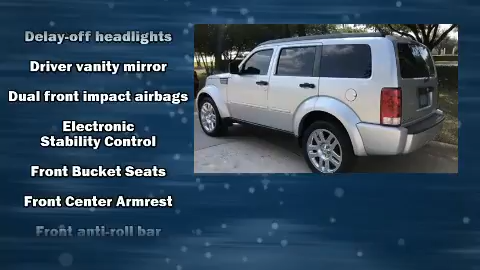 Delay-off headlights
Driver vanity mirror
Dual front impact airbags
Electronic
Stability Control
Front Bucket Seats
Front Center Armrest
Front anti-roll bar